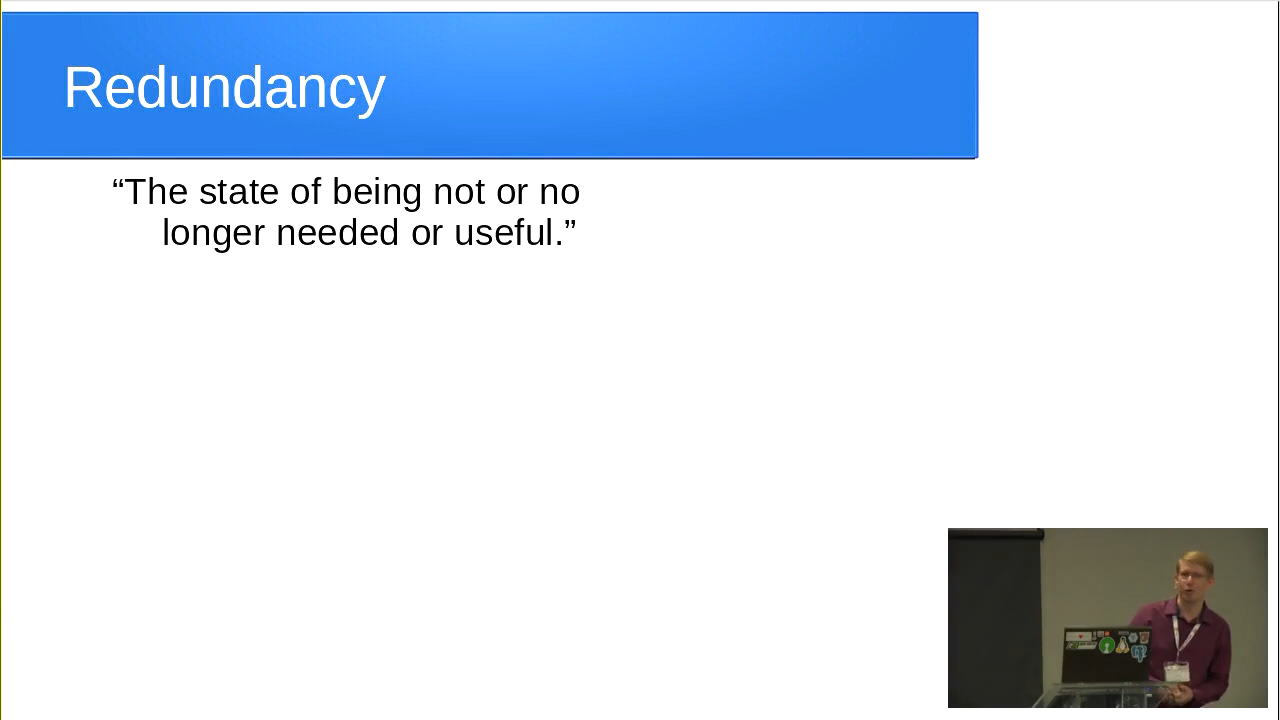 Redundancy
“The state of being not or no
longer needed or useful.”